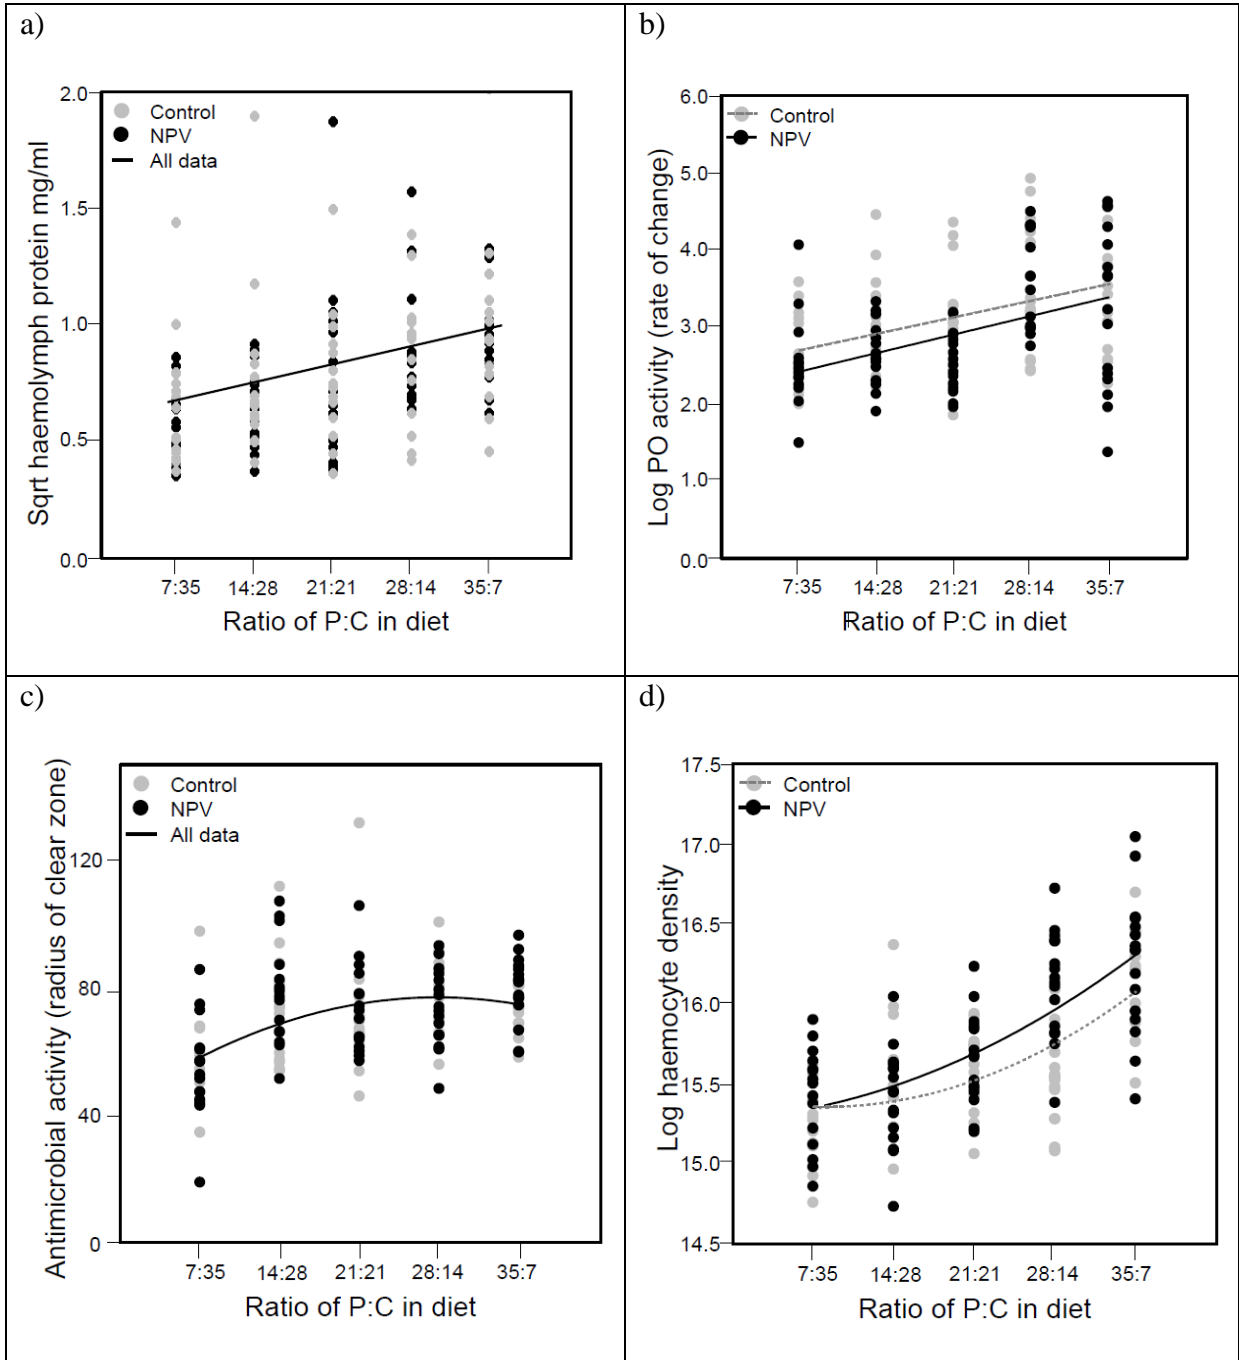 a)
Sqrt haemolymph protein mg/ml
2.0
1.5
1.0
0.5
0.0
Control
NPV
All data
7:35 14:28 21:21 28:14 35:7
Ratio of P:C in diet
b)
Log PO activity (rate of change)
6.0
5.0
4.0
3.0
2.0
1.0
0.0
Control
NPV
7:35 14:28 21:21 28:14 35:7
Ratio of P:C in diet
c)
Antimicrobial activity (radius of clear zone)
120
80
40
0
Control
NPV
All data
7:35 14:28 21:21 28:14 35:7
Ratio of P:C in diet
d)
Log haemocyte density
17.5
17.0
16.5
16.0
15.5
15.0
14.5
Control
NPV
7:35 14:28 21:21 28:14 35:7
Ratio of P:C in diet